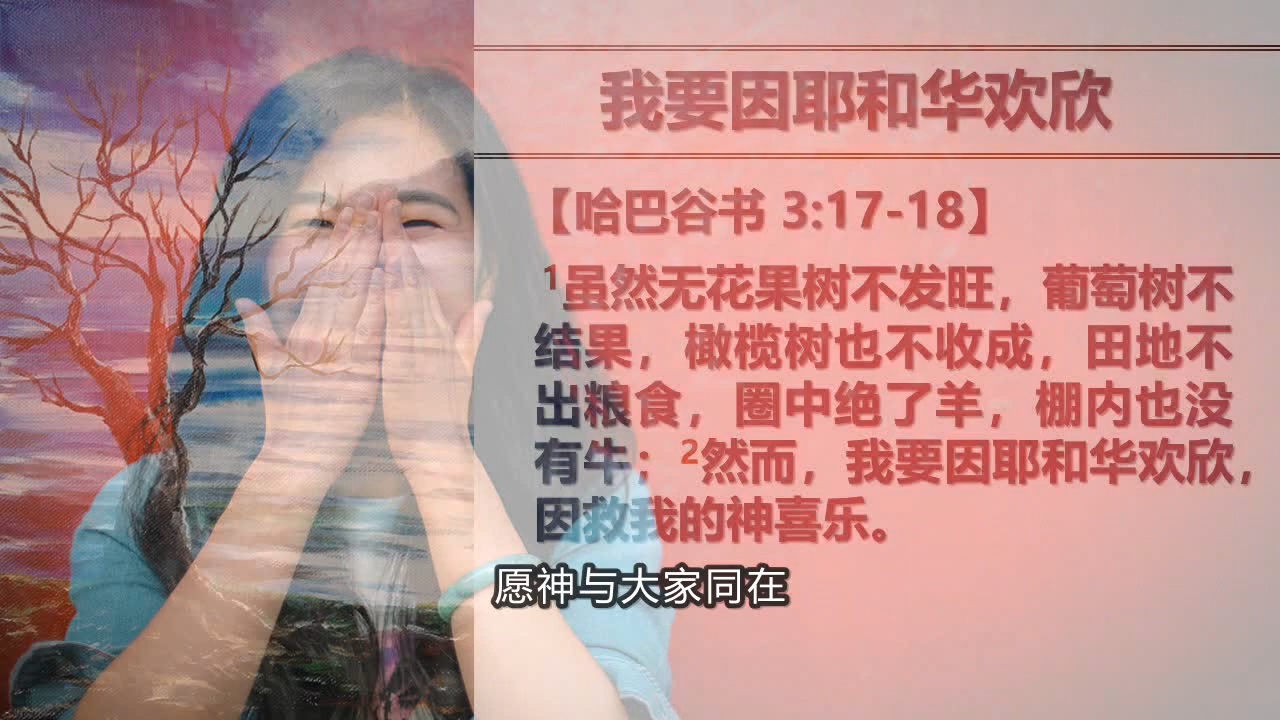 我要因耶和华欢欣
【哈巴谷书 3:17-18】
1虽然无花果树不发旺，葡萄树不
结果，橄榄树也不收成，田地不
出粮食，圈中绝了羊，棚内也没
有牛；2然而，我要因耶和华欢欣，
因救我的神喜乐。
愿神与大家同在